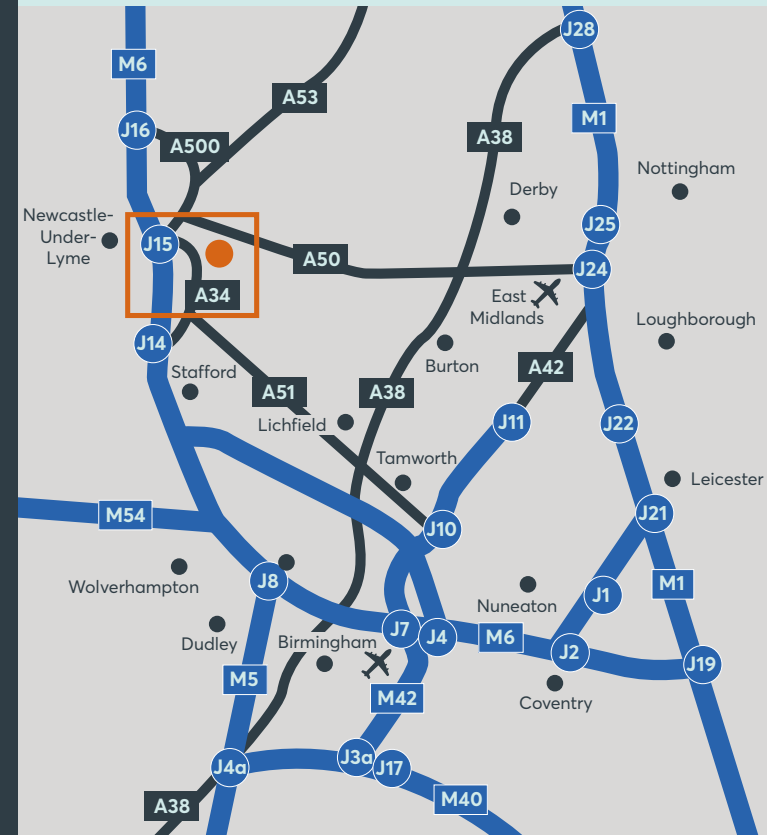 J28
M6
A53
M1
J16
A38
A500
Nottingham
Derby
Newcastle-
Under-
Lyme
J25
J15
A50
J24
A34
East
Midlands
Loughborough
J14
Stafford
Burton
A42
A51
A38
Lichfield
J11
J22
Tamworth
Leicester
M54
J21
J10
Wolverhampton
J8
M1
J1
Nuneaton
Dudley
Birmingham
J7
J4
M6
J2
J19
M5
M42
Coventry
J4a
J3a
J17
M40
A38